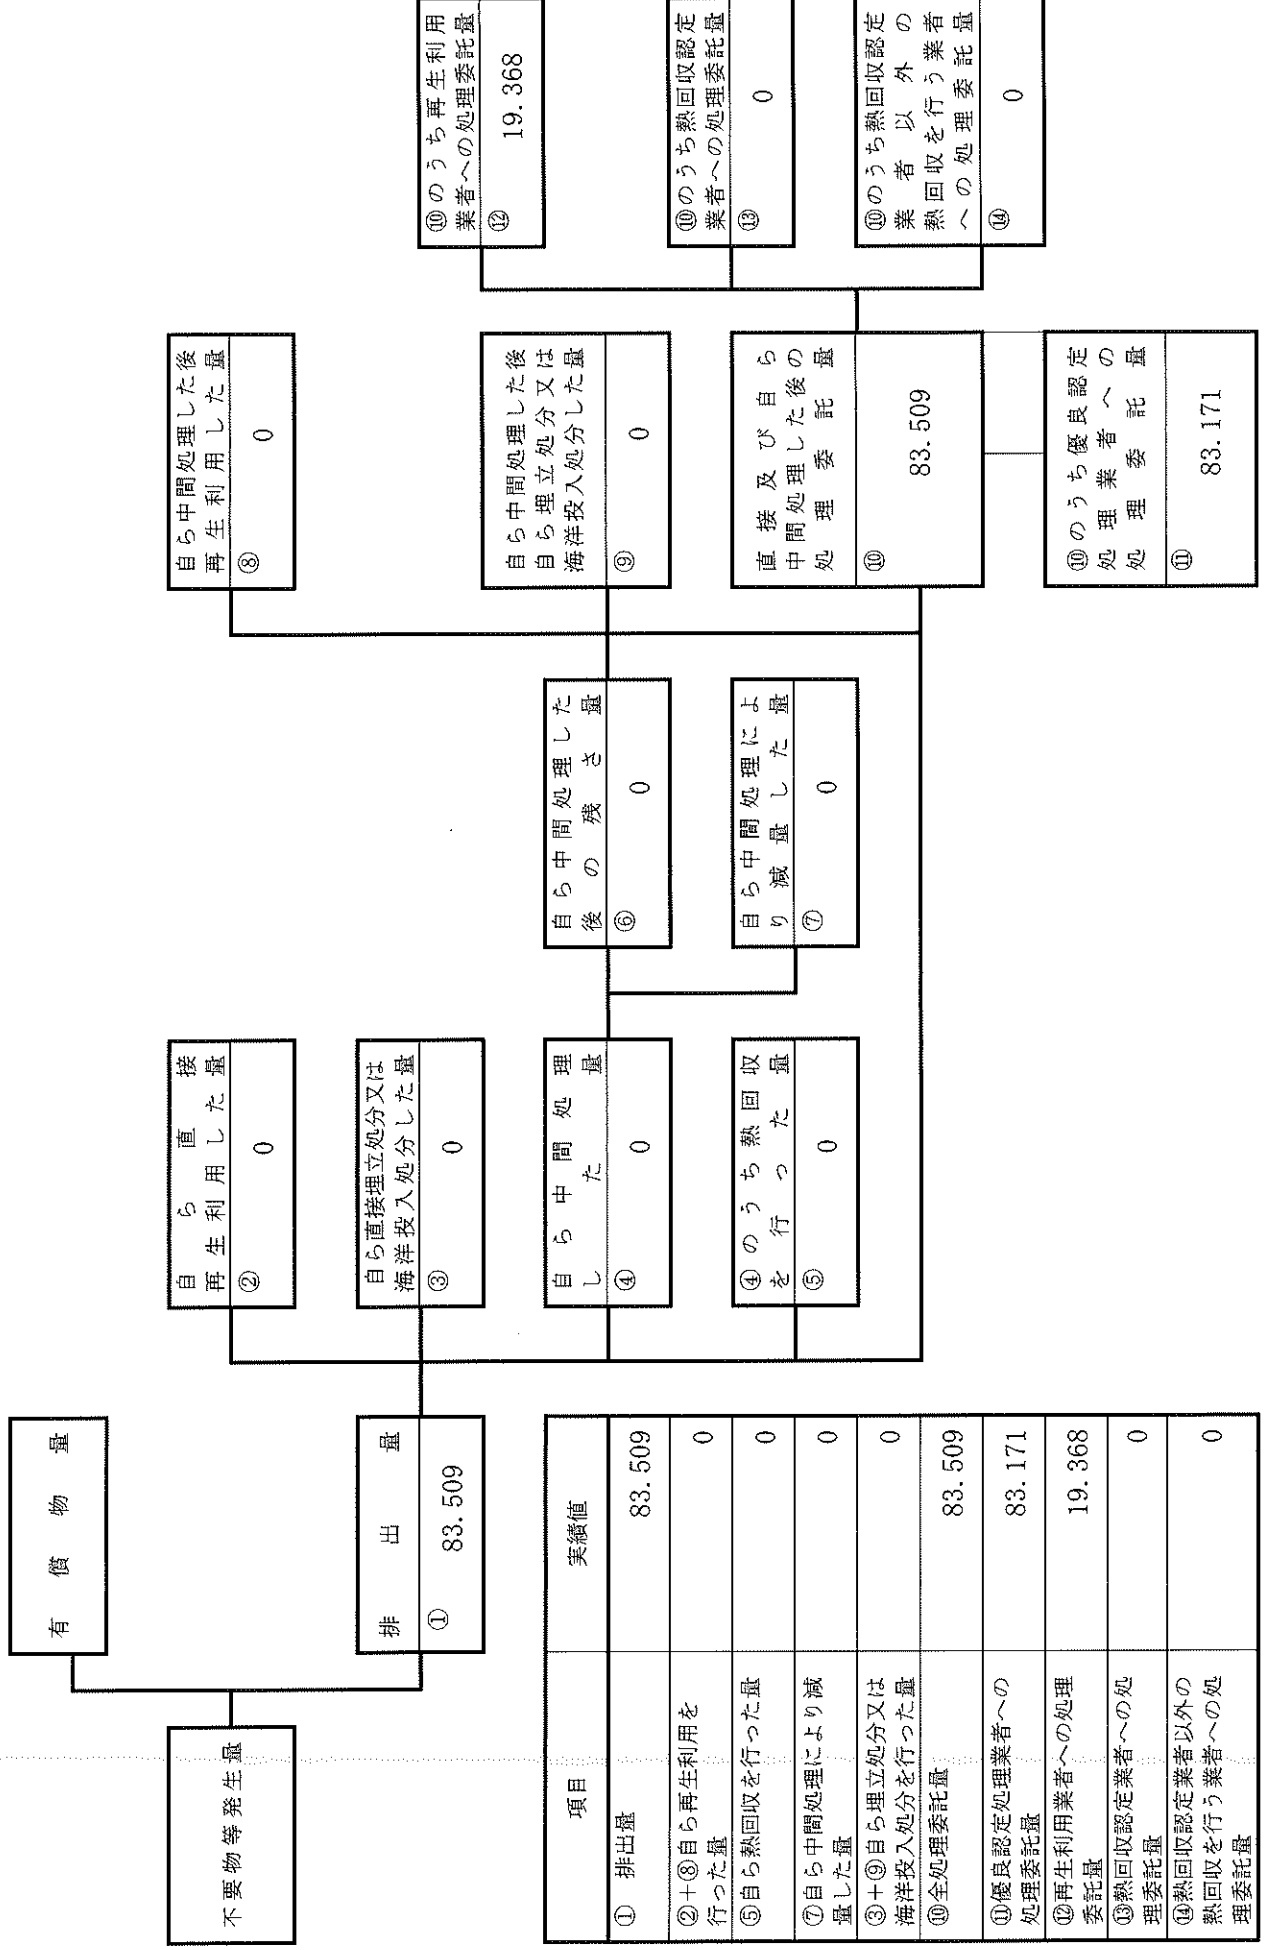 有償物量
不要物等発生量
排出量
① 83.509
自ら直接
再生利用した量
② 0
自ら直接埋立処分又は
海洋投入処分した量
③ 0
自ら中間処理
した量
④ 0
④のうち熱回収
を行った量
⑤ 0
自ら中間処理した
後の残さ量
⑥ 0
自ら中間処理によ
り減量した量
⑦ 0
自ら中間処理した後
再生利用した量
⑧ 0
自ら中間処理した後
自ら埋立処分又は
海洋投入処分した量
⑨ 0
直接及び自ら
中間処理した後の
処理委託量
⑩ 83.509
⑩のうち優良認定
処理業者への
処理委託量
⑪ 83.171
⑩のうち再生利用
業者への処理委託量
⑫ 19.368
⑩のうち熱回収認定
業者への処理委託量
⑬ 0
⑩のうち熱回収認定
業者以外の
熱回収を行う業者
への処理委託量
⑭ 0
項目 実績値
① 排出量 83.509
②+⑧自ら再生利用を
行った量 0
⑤自ら熱回収を行った量 0
⑦自ら中間処理により減
量した量 0
③+⑨自ら埋立処分又は
海洋投入処分を行った量 0
⑩全処理委託量 83.509
⑪優良認定処理業者への
処理委託量 83.171
⑫再生利用業者への処理
委託量 19.368
⑬熱回収認定業者への処
理委託量 0
⑭熱回収認定業者以外の
熱回収を行う業者への処
理委託量 0